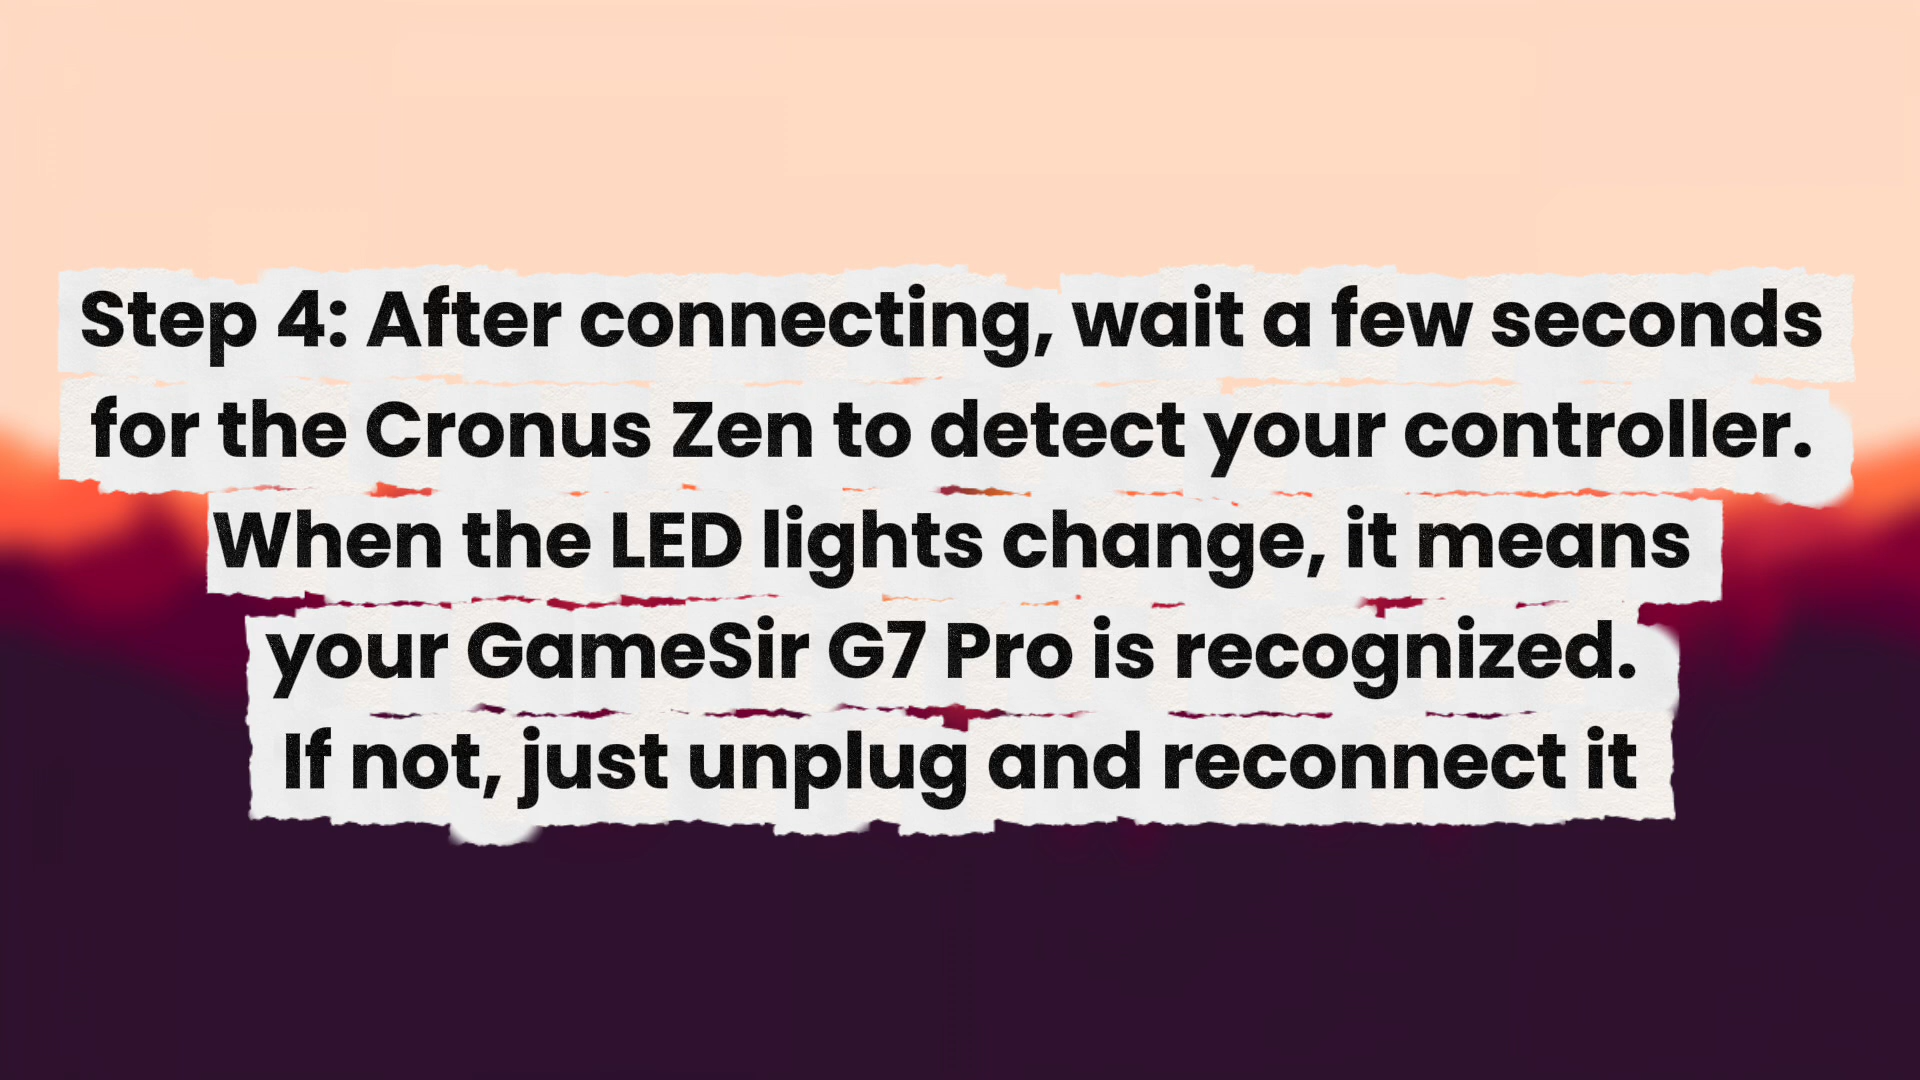 Step 4: After connecting, wait a few seconds
for the Cronus Zen to detect your controller.
When the LED lights change, it means
your GameSir G7 Pro is recognized.
If not, just unplug and reconnect it